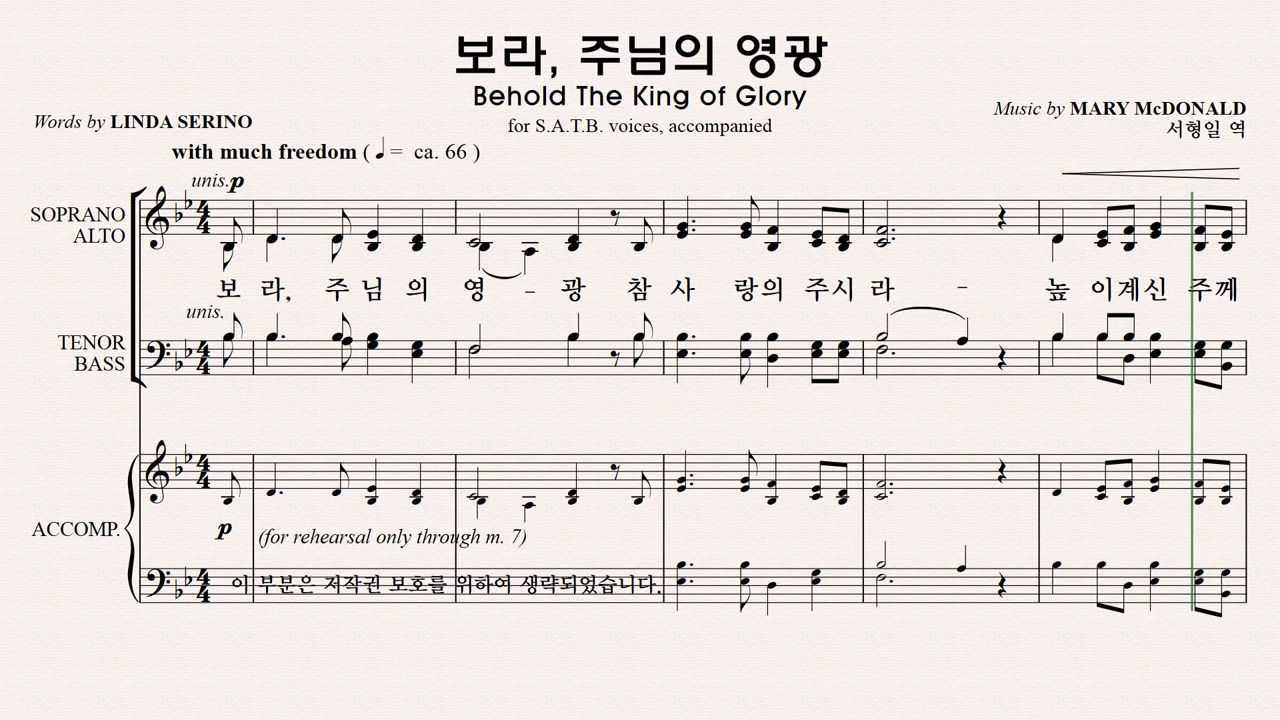 보라, 주님의 영광
Behold The King of Glory
for S.A.T.B. voices, accompanied
Words by LINDA SERINO
Music by MARY McDONALD
서형일 역
with much freedom ( ♩ = ca. 66 )
unis. p
SOPRANO
ALTO
보 라, 주 님 의 영 - 광 참 사 랑의 주시 라 - 높 이계신 주께
unis.
TENOR
BASS
ACCOMP.
p
(for rehearsal only through m. 7)
이 부분은 저작권 보호를 위하여 생략되었습니다.